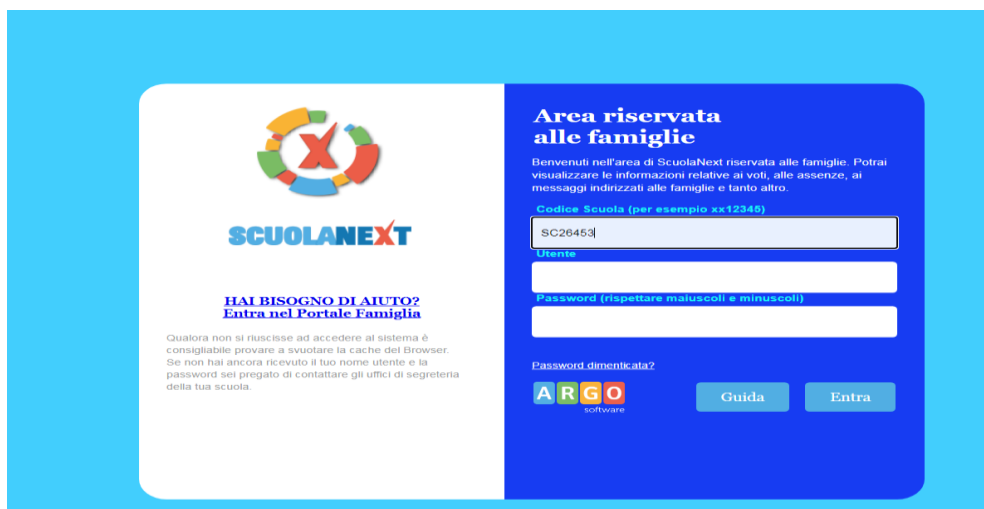 SCUOLANEXT
HAI BISOGNO DI AIUTO?
Entra nel Portale Famiglia
Qualora non si riuscisse ad accedere al sistema è
consigliabile provare a svuotare la cache del Browser.
Se non hai ancora ricevuto il tuo nome utente e la
password sei pregato di contattare gli uffici di segreteria
della tua scuola.
Area riservata
alle famiglie
Benvenuti nell'area di ScuolaNext riservata alle famiglie. Potrai
visualizzare le informazioni relative ai voti, alle assenze, ai
messaggi indirizzati alle famiglie e tanto altro.
Codice Scuola (per esempio xx12345)
SC26453
Utente
Password (rispettare maiuscoli e minuscoli)
Password dimenticata?
ARGO
software
Guida
Entra